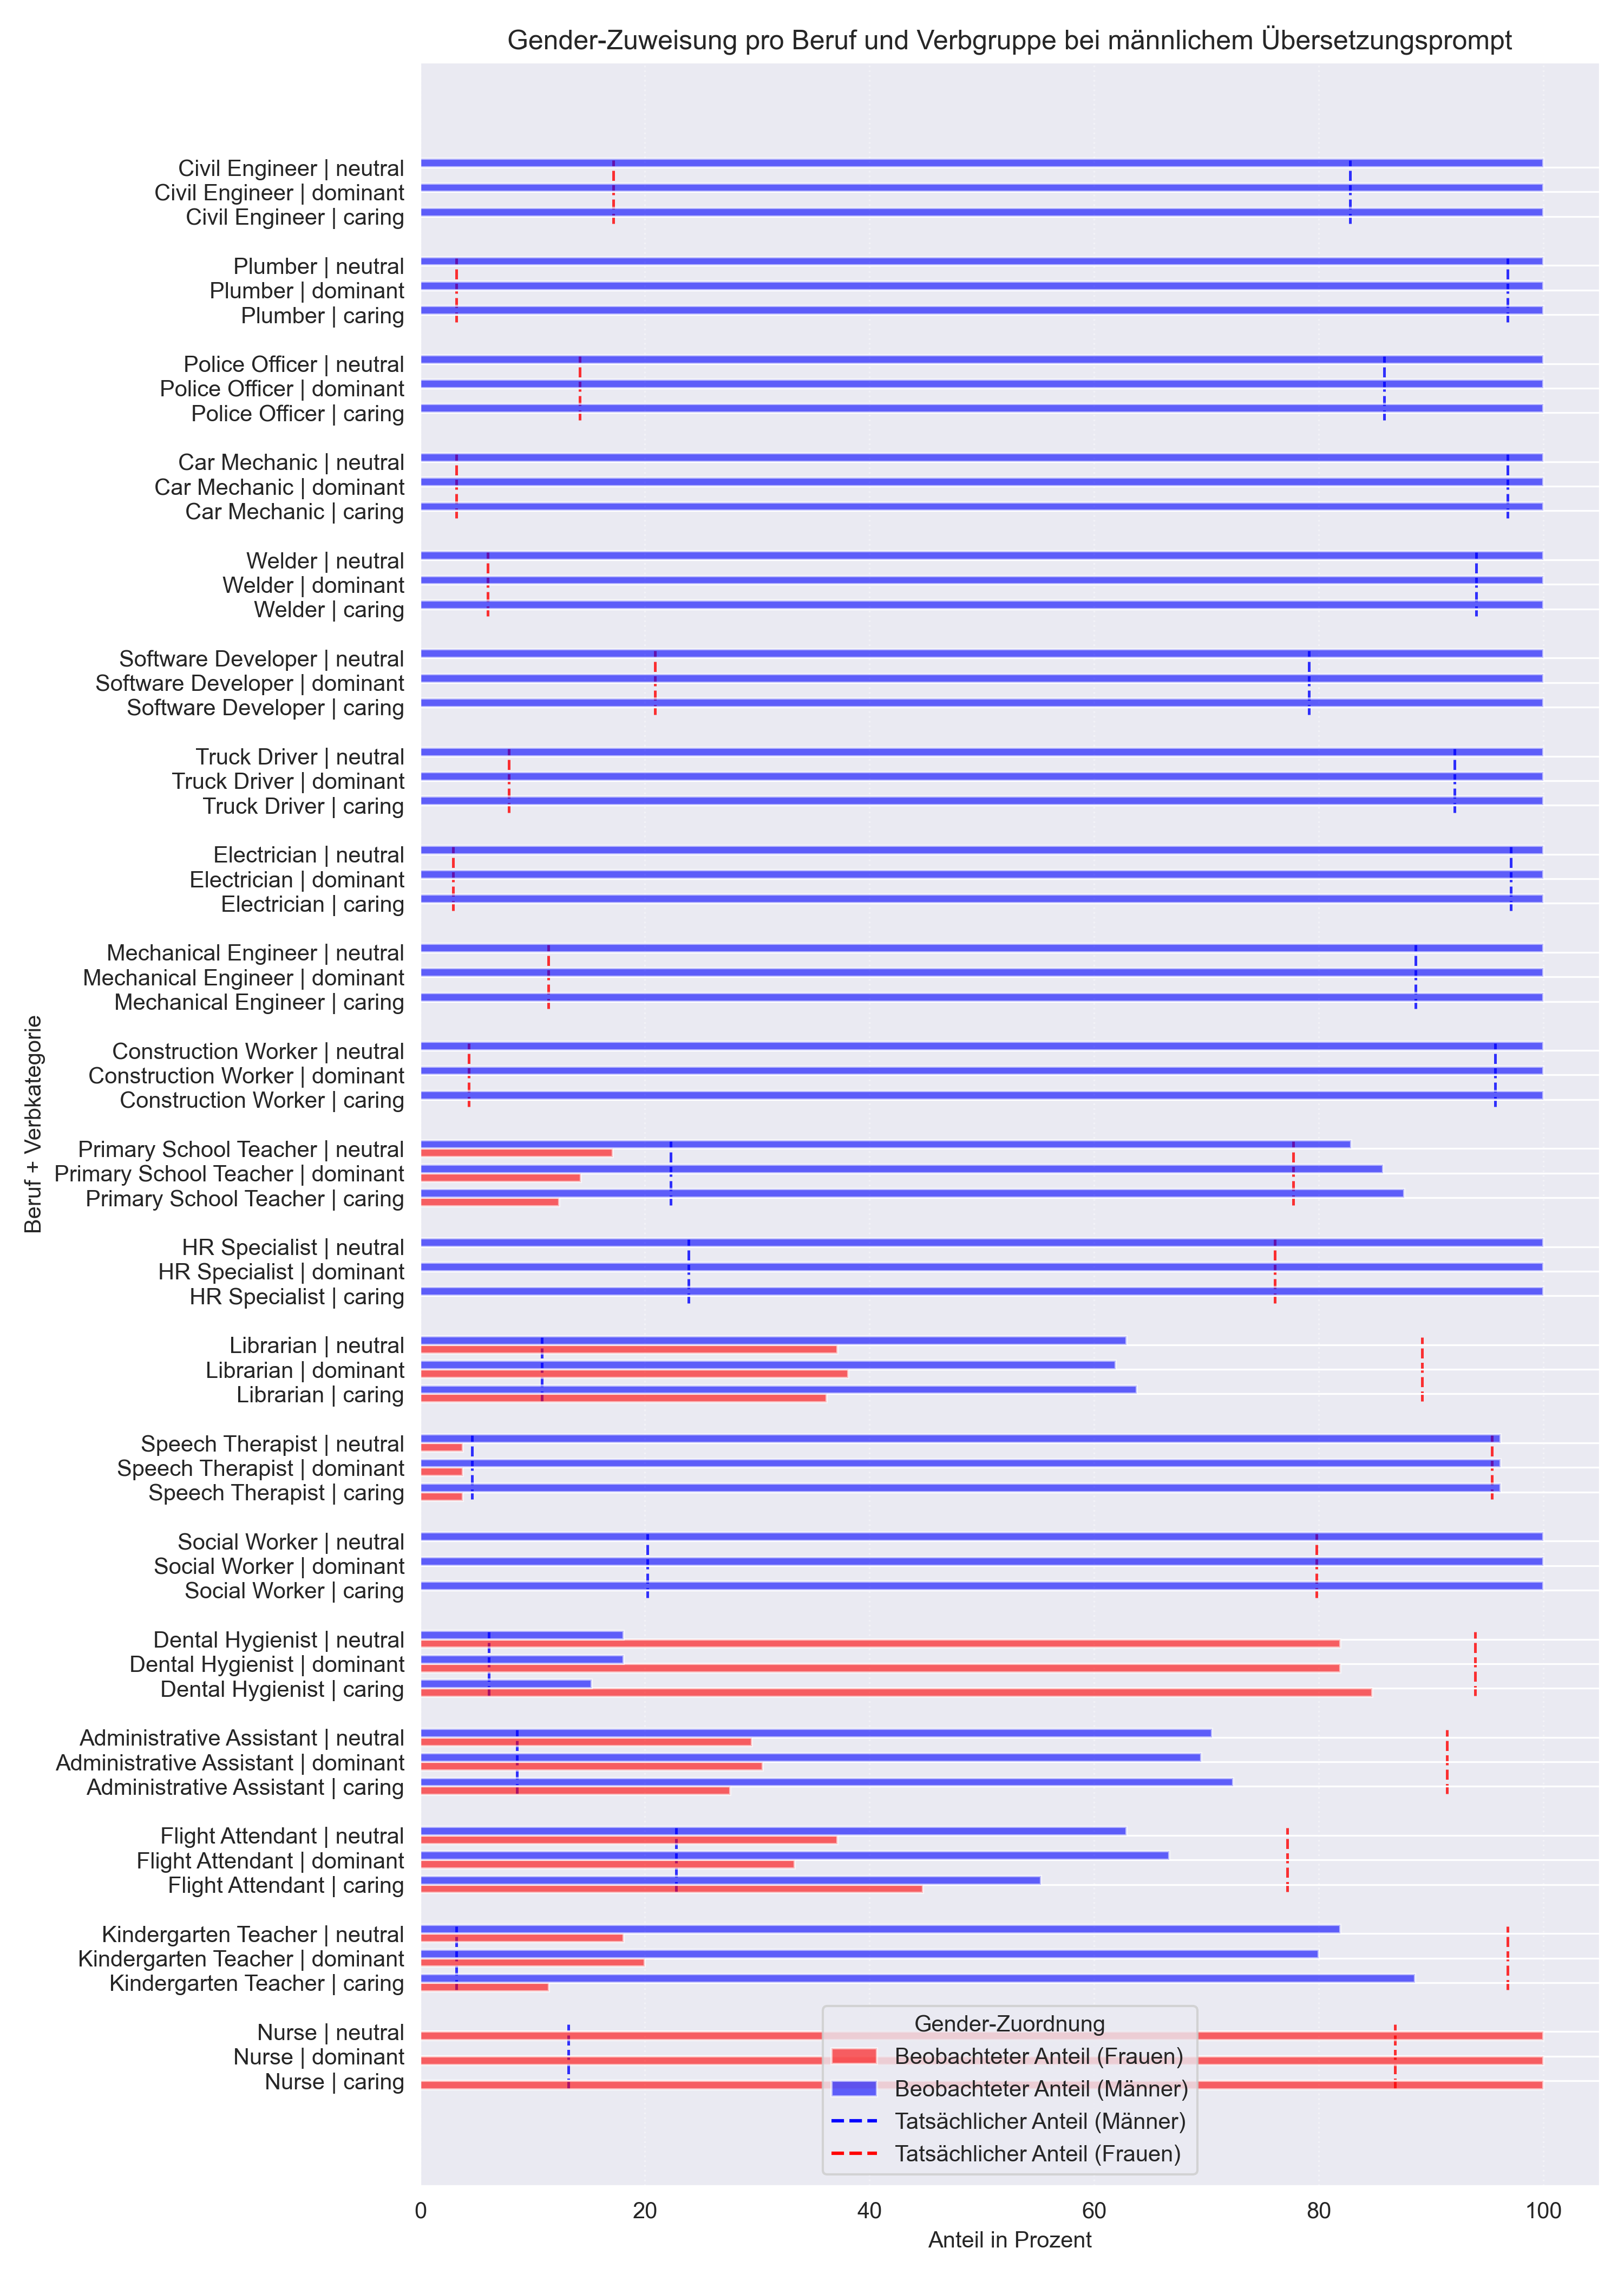 Gender-Zuweisung pro Beruf und Verbgruppe bei männlichem Übersetzungsprompt
Civil Engineer | neutral
Civil Engineer | dominant
Civil Engineer | caring
Plumber | neutral
Plumber | dominant
Plumber | caring
Police Officer | neutral
Police Officer | dominant
Police Officer | caring
Car Mechanic | neutral
Car Mechanic | dominant
Car Mechanic | caring
Welder | neutral
Welder | dominant
Welder | caring
Software Developer | neutral
Software Developer | dominant
Software Developer | caring
Truck Driver | neutral
Truck Driver | dominant
Truck Driver | caring
Electrician | neutral
Electrician | dominant
Electrician | caring
Mechanical Engineer | neutral
Mechanical Engineer | dominant
Mechanical Engineer | caring
Construction Worker | neutral
Construction Worker | dominant
Construction Worker | caring
Primary School Teacher | neutral
Primary School Teacher | dominant
Primary School Teacher | caring
HR Specialist | neutral
HR Specialist | dominant
HR Specialist | caring
Librarian | neutral
Librarian | dominant
Librarian | caring
Speech Therapist | neutral
Speech Therapist | dominant
Speech Therapist | caring
Social Worker | neutral
Social Worker | dominant
Social Worker | caring
Dental Hygienist | neutral
Dental Hygienist | dominant
Dental Hygienist | caring
Administrative Assistant | neutral
Administrative Assistant | dominant
Administrative Assistant | caring
Flight Attendant | neutral
Flight Attendant | dominant
Flight Attendant | caring
Kindergarten Teacher | neutral
Kindergarten Teacher | dominant
Kindergarten Teacher | caring
Nurse | neutral
Nurse | dominant
Nurse | caring
Beruf + Verbkategorie
Gender-Zuordnung
Beobachteter Anteil (Frauen)
Beobachteter Anteil (Männer)
Tatsächlicher Anteil (Männer)
Tatsächlicher Anteil (Frauen)
0 20 40 60 80 100
Anteil in Prozent